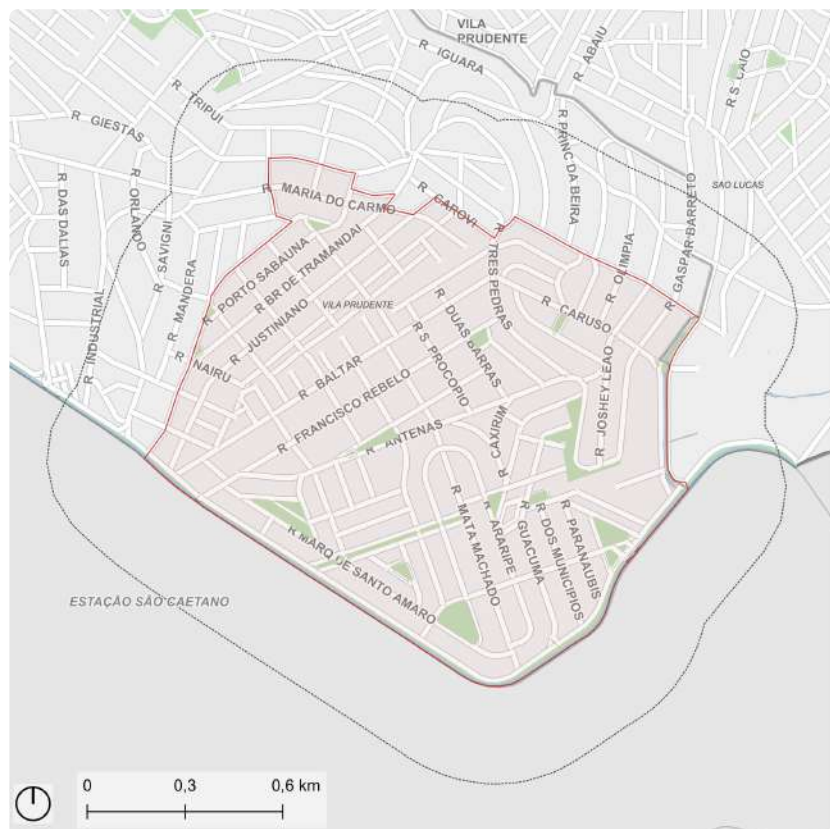 VILA
PRUDENTE
R IGUARA
R ABAIU
R S CAIO
R TRIPUI
R GIESTAS
R PRINC DA BEIRA
SAO LUCAS
R DAS DALIAS
R ORLANDO
R SAVIGNI
R MARIA DO CARMO
R CAROVI
R GASPAR BARRETO
R MANDERA
R PORTO SABAUNA
R BR DE TRAMANDAI
R TRES PEDRAS
R OLIMPIA
VILA PRUDENTE
R CARUSO
R INDUSTRIAL
R NAIRU
R JUSTINIANO
R DUAS BARRAS
R S PROCOPIO
R BALTAR
R FRANCISCO REBELO
R JOSHEY LEAO
R ANTENAS
R CAXIRIM
R MARQ DE SANTO AMARO
R MATA MACHADO
R ARARIPE
R GUACUMA
R DOS MUNICIPIOS
R PARANAUBIS
ESTAÇÃO SÃO CAETANO
0 0,3 0,6 km